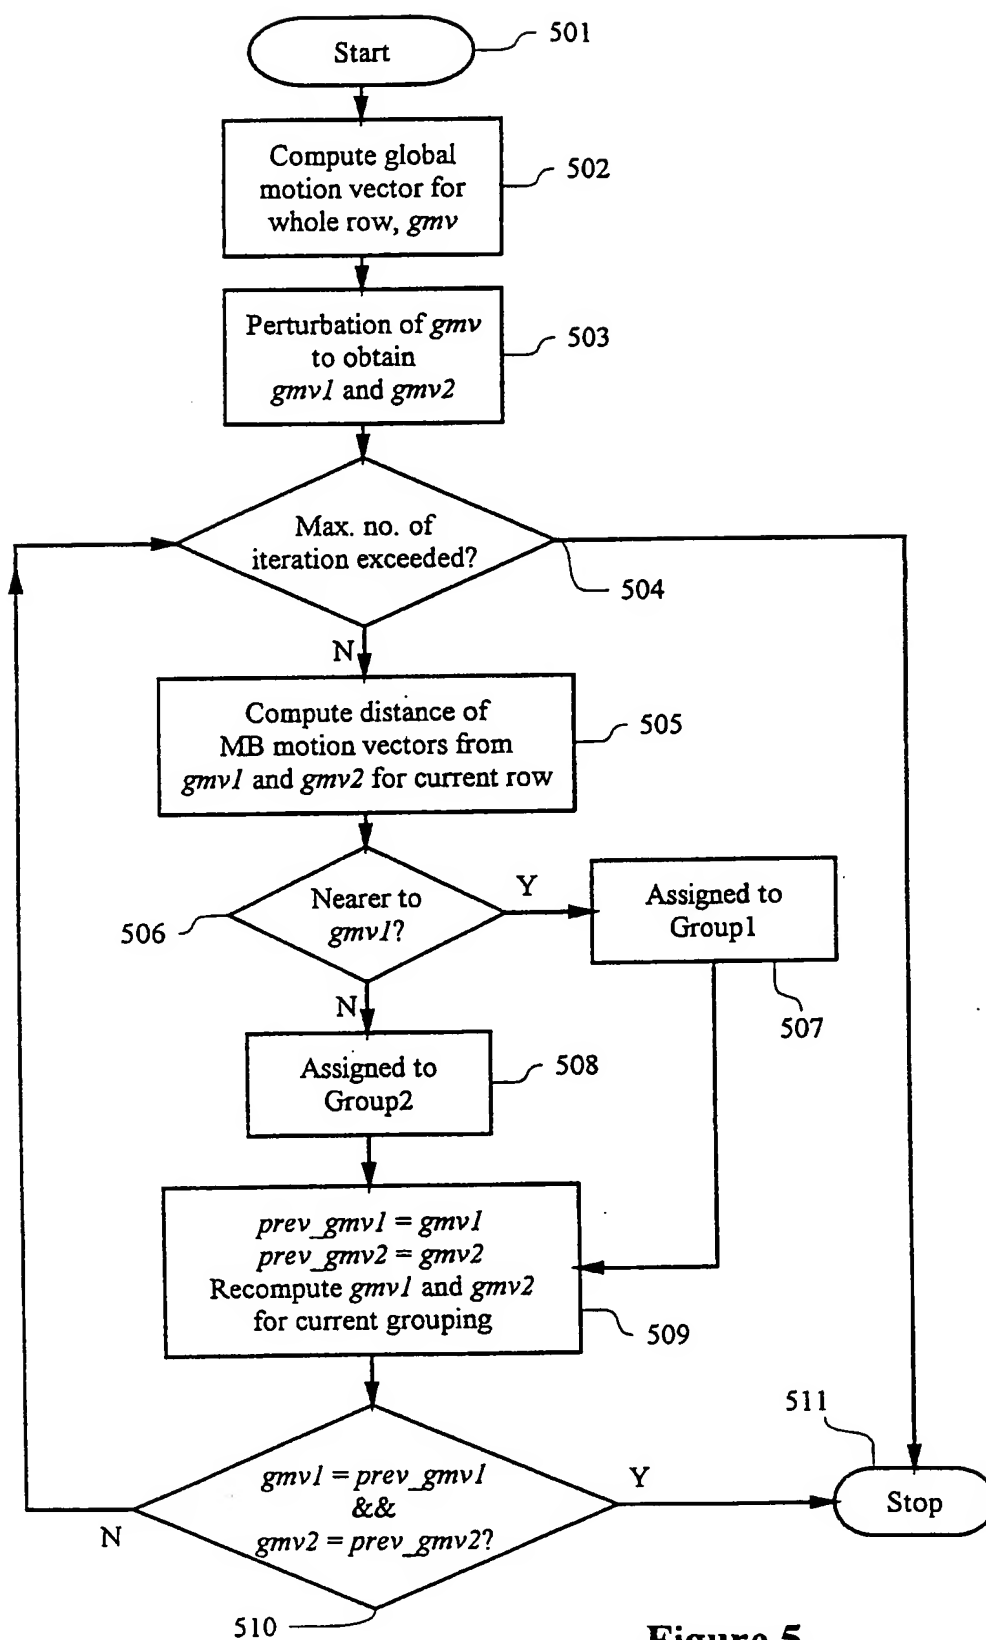 Start
501
Compute global
motion vector for
whole row, gmv
502
Perturbation of gmv
to obtain
gmv1 and gmv2
503
Max. no. of
iteration exceeded?
504
N
Compute distance of
MB motion vectors from
gmv1 and gmv2 for current row
505
Nearer to
gmv1?
506
Y
Assigned to
Group1
507
N
Assigned to
Group2
508
prev_gmv1 = gmv1
prev_gmv2 = gmv2
Recompute gmv1 and gmv2
for current grouping
509
gmv1 = prev_gmv1
&&
gmv2 = prev_gmv2?
N
Y
510
511
Stop
Figure 5